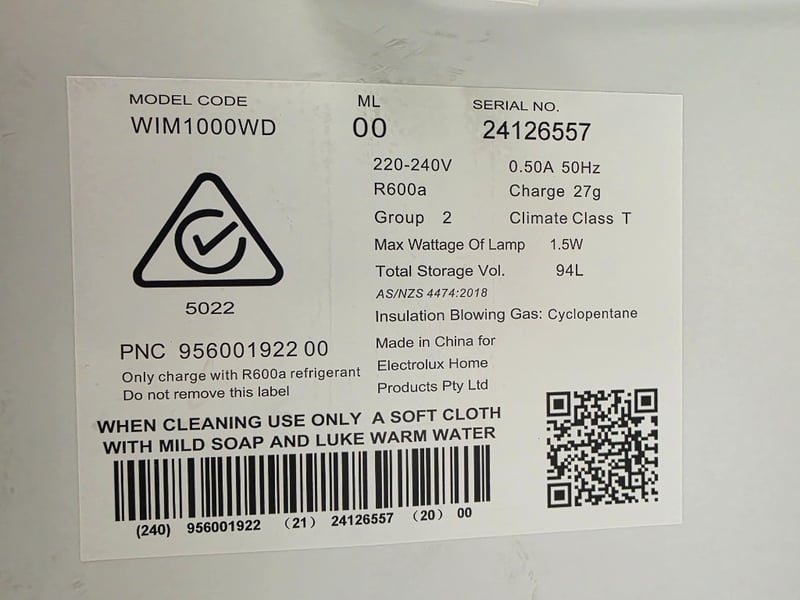 MODEL CODE ML SERIAL NO.
WIM1000WD 00 24126557
220-240V 0.50A 50Hz
R600a Charge 27g
Group 2 Climate Class T
Max Wattage Of Lamp 1.5W
Total Storage Vol. 94L
AS/NZS 4474:2018
Insulation Blowing Gas: Cyclopentane
Made in China for
Electrolux Home
Products Pty Ltd
5022
PNC 956001922 00
Only charge with R600a refrigerant
Do not remove this label
WHEN CLEANING USE ONLY A SOFT CLOTH
WITH MILD SOAP AND LUKE WARM WATER
(240) 956001922 (21) 24126557 (20) 00